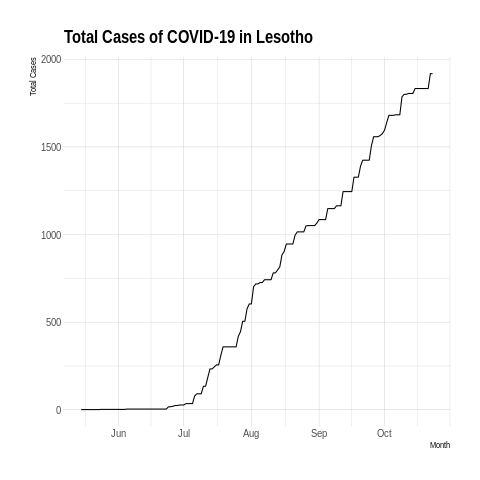 Total Cases of COVID-19 in Lesotho
Total Cases
2000
1500
1000
500
0
Jun Jul Aug Sep Oct
Month